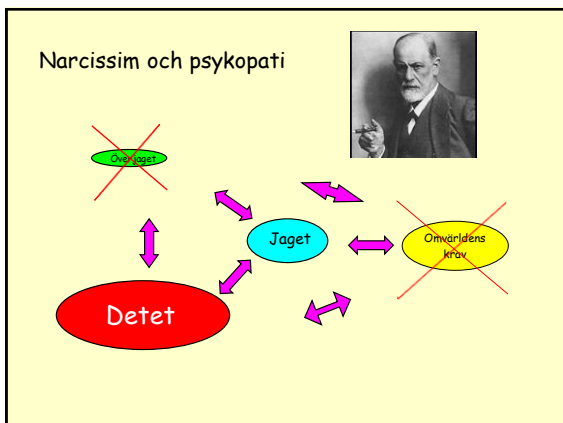 Narcissim och psykopati
Överjaget
Jaget
Omvärldens
krav
Detet